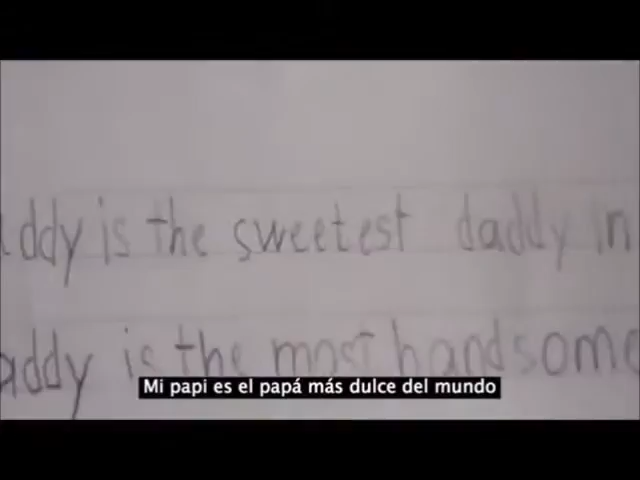 addy is the sweetest daddy in
addy is the most handsome
Mi papi es el papá más dulce del mundo